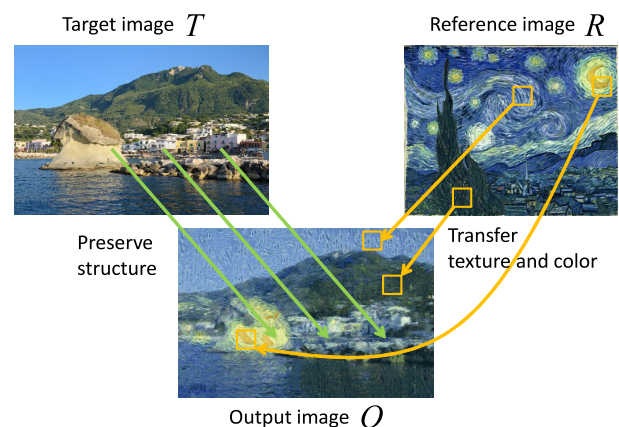 Target image T
Reference image R
Preserve
structure
Transfer
texture and color
Output image O